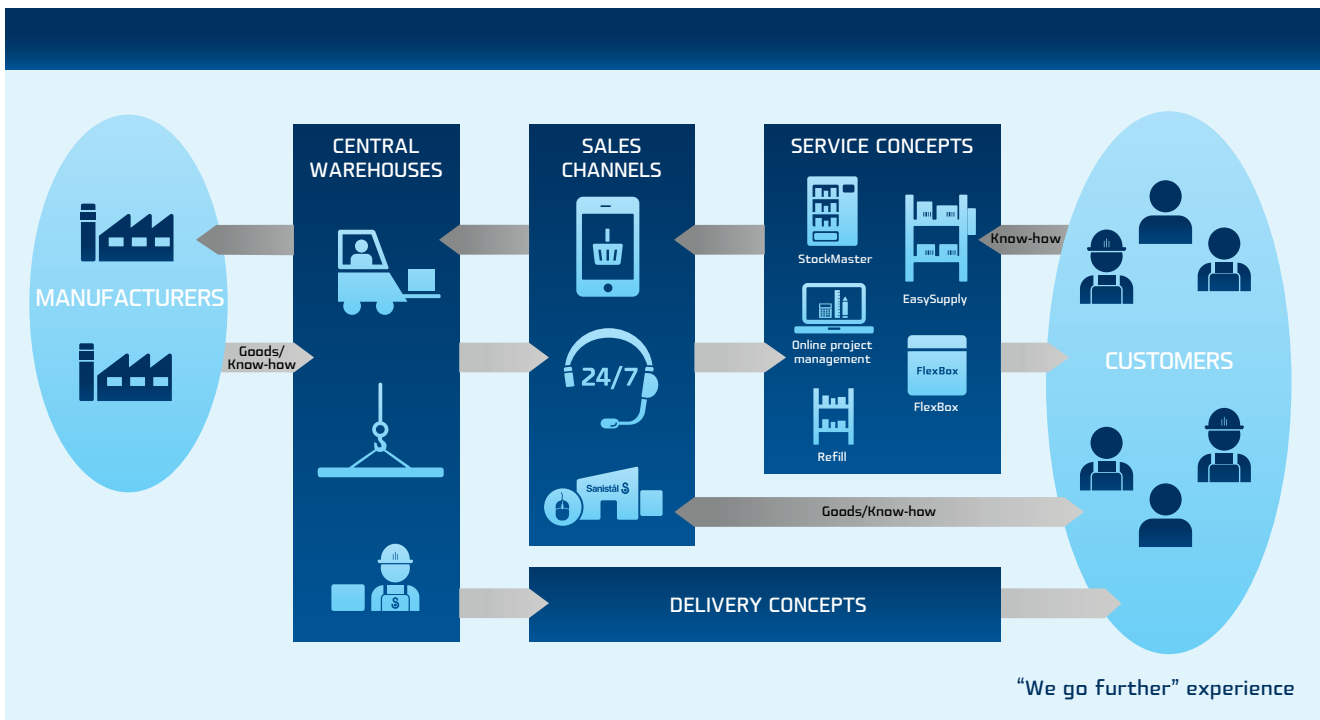 CENTRAL
WAREHOUSES
SALES
CHANNELS
SERVICE CONCEPTS
StockMaster
EasySupply
Know-how
MANUFACTURERS
Goods/
Know-how
24/7
Online project
management
FlexBox
FlexBox
Refill
CUSTOMERS
Sanistål S
Goods/Know-how
S
DELIVERY CONCEPTS
“We go further” experience